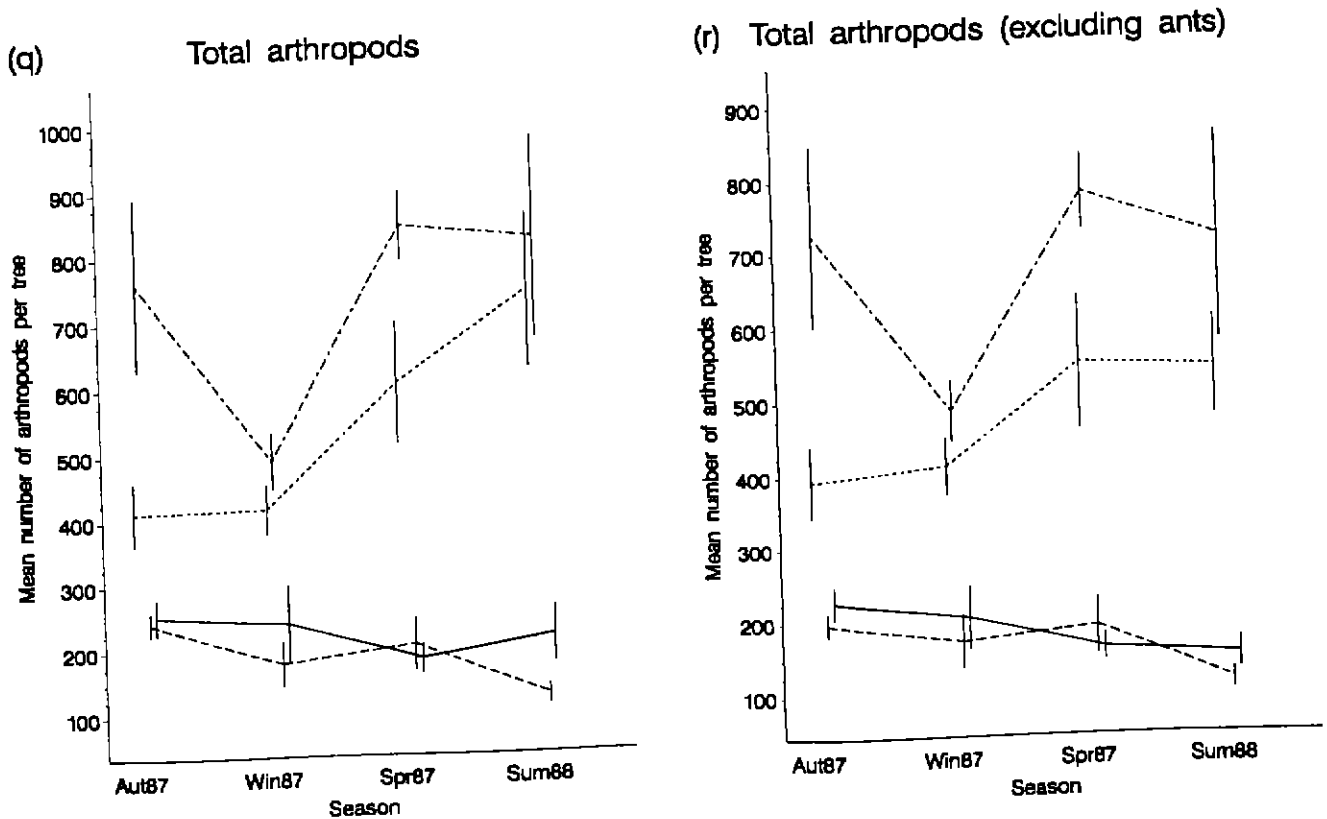 (q) Total arthropods
Mean number of arthropods per tree
1000
900
800
700
600
500
400
300
200
100
Aut87 Win87 Spr87 Sum88
Season
(r) Total arthropods (excluding ants)
Mean number of arthropods per tree
900
800
700
600
500
400
300
200
100
Aut87 Win87 Spr87 Sum88
Season